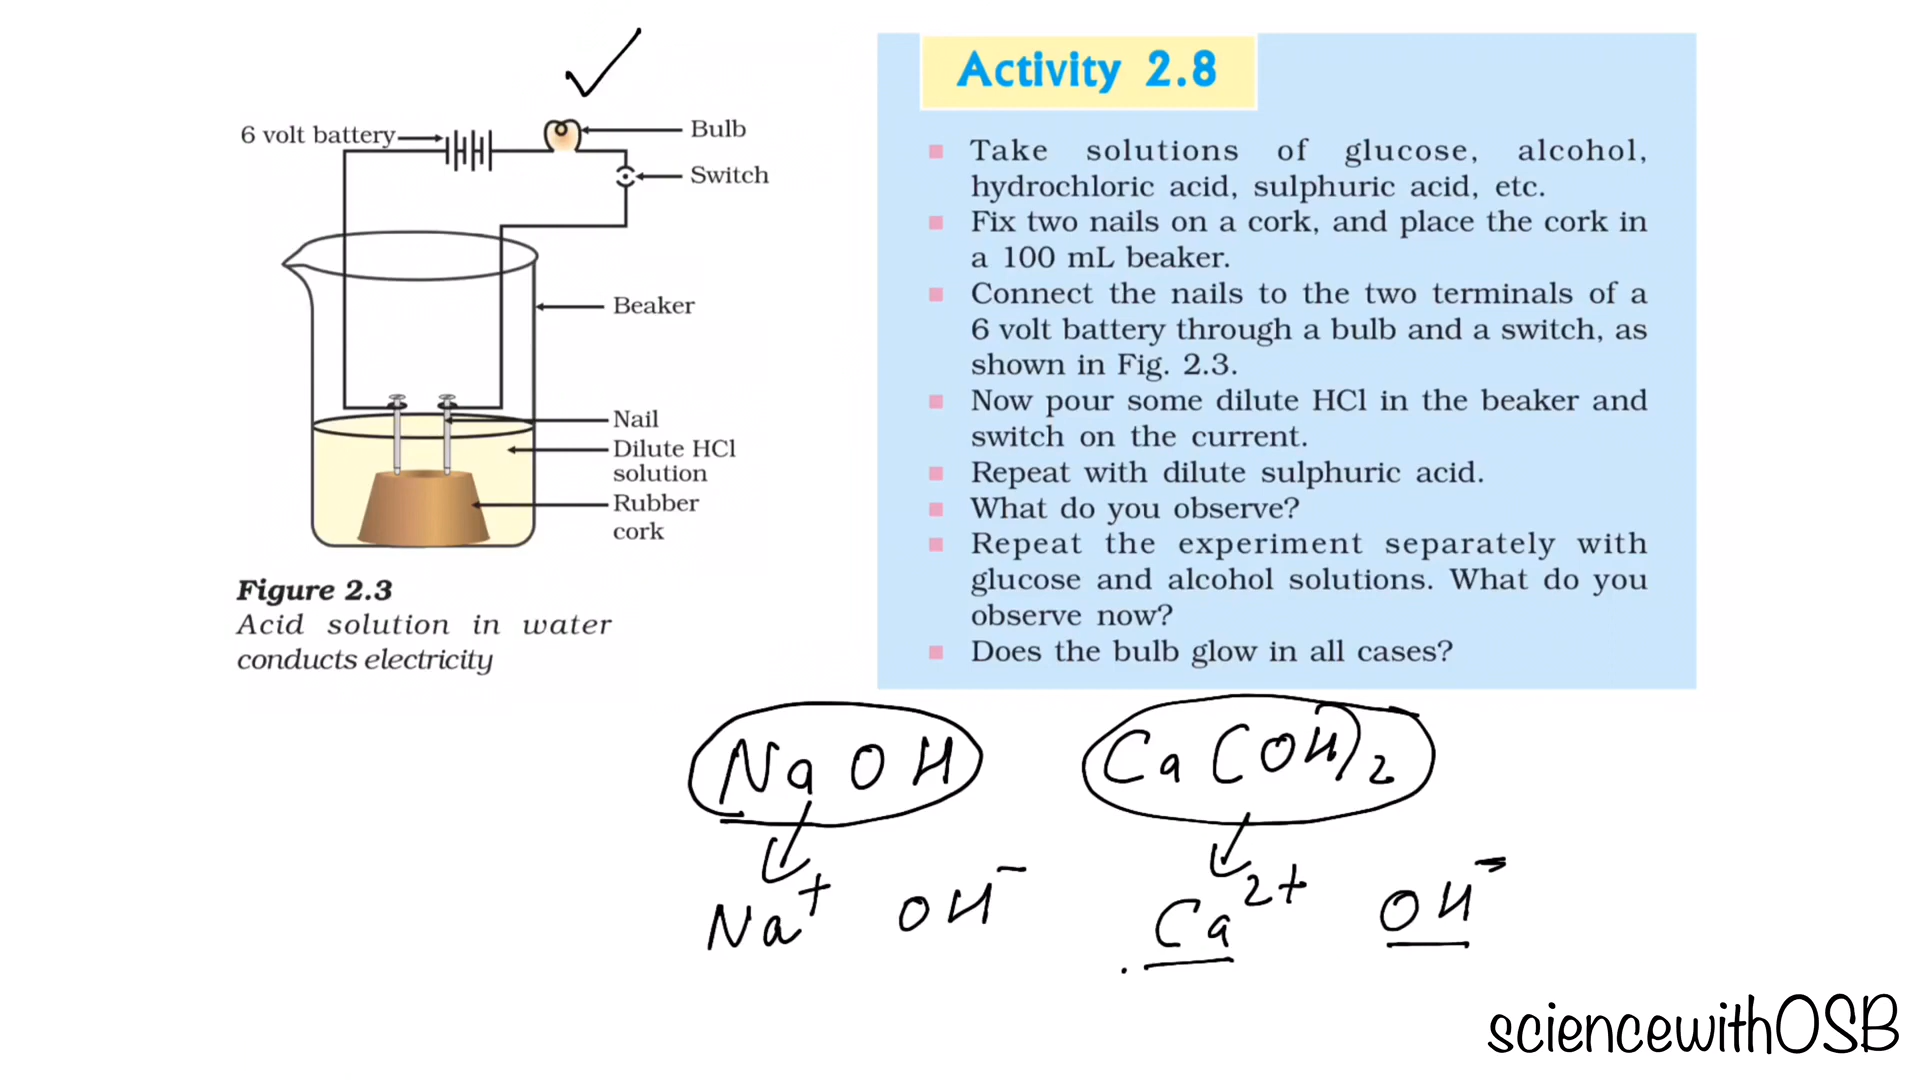 6 volt battery
Bulb
Switch
Beaker
Nail
Dilute HCl
solution
Rubber
cork
Figure 2.3
Acid solution in water
conducts electricity
Activity 2.8
Take solutions of glucose, alcohol,
hydrochloric acid, sulphuric acid, etc.
Fix two nails on a cork, and place the cork in
a 100 mL beaker.
Connect the nails to the two terminals of a
6 volt battery through a bulb and a switch, as
shown in Fig. 2.3.
Now pour some dilute HCl in the beaker and
switch on the current.
Repeat with dilute sulphuric acid.
What do you observe?
Repeat the experiment separately with
glucose and alcohol solutions. What do you
observe now?
Does the bulb glow in all cases?
NaOH Ca(OH)2
Na+ OH- Ca2+ OH-
sciencewithOSB